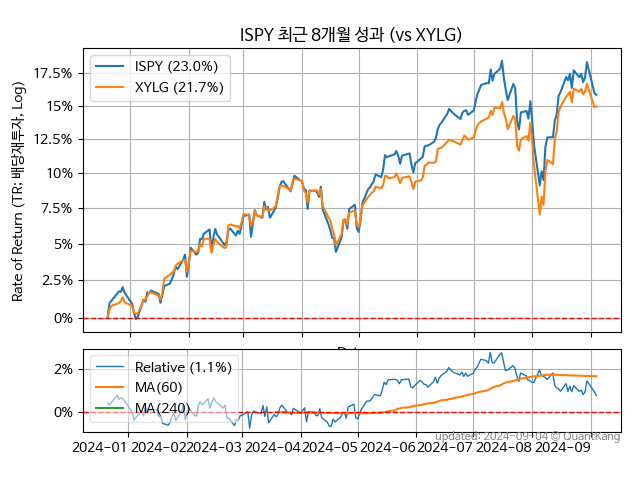 ISPY 최근 8개월 성과 (vs XYLG)
Rate of Return (TR: 배당재투자, Log)
17.5%
15%
12.5%
10%
7.5%
5%
2.5%
0%
ISPY (23.0%)
XYLG (21.7%)
2%
0%
Relative (1.1%)
MA(60)
MA(240)
2024-01 2024-02 2024-03 2024-04 2024-05 2024-06 2024-07 2024-08 2024-09
updated: 2024-09-04 © QuantKang